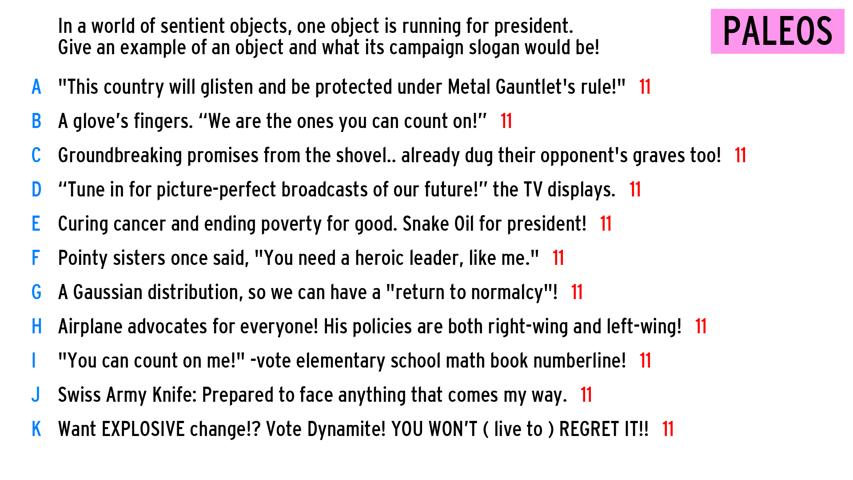 In a world of sentient objects, one object is running for president.
Give an example of an object and what its campaign slogan would be!
PALEOS
A "This country will glisten and be protected under Metal Gauntlet's rule!" 11
B A glove’s fingers. “We are the ones you can count on!” 11
C Groundbreaking promises from the shovel.. already dug their opponent's graves too! 11
D “Tune in for picture-perfect broadcasts of our future!” the TV displays. 11
E Curing cancer and ending poverty for good. Snake Oil for president! 11
F Pointy sisters once said, "You need a heroic leader, like me." 11
G A Gaussian distribution, so we can have a "return to normalcy"! 11
H Airplane advocates for everyone! His policies are both right-wing and left-wing! 11
I "You can count on me!" -vote elementary school math book numberline! 11
J Swiss Army Knife: Prepared to face anything that comes my way. 11
K Want EXPLOSIVE change!? Vote Dynamite! YOU WON’T ( live to ) REGRET IT!! 11